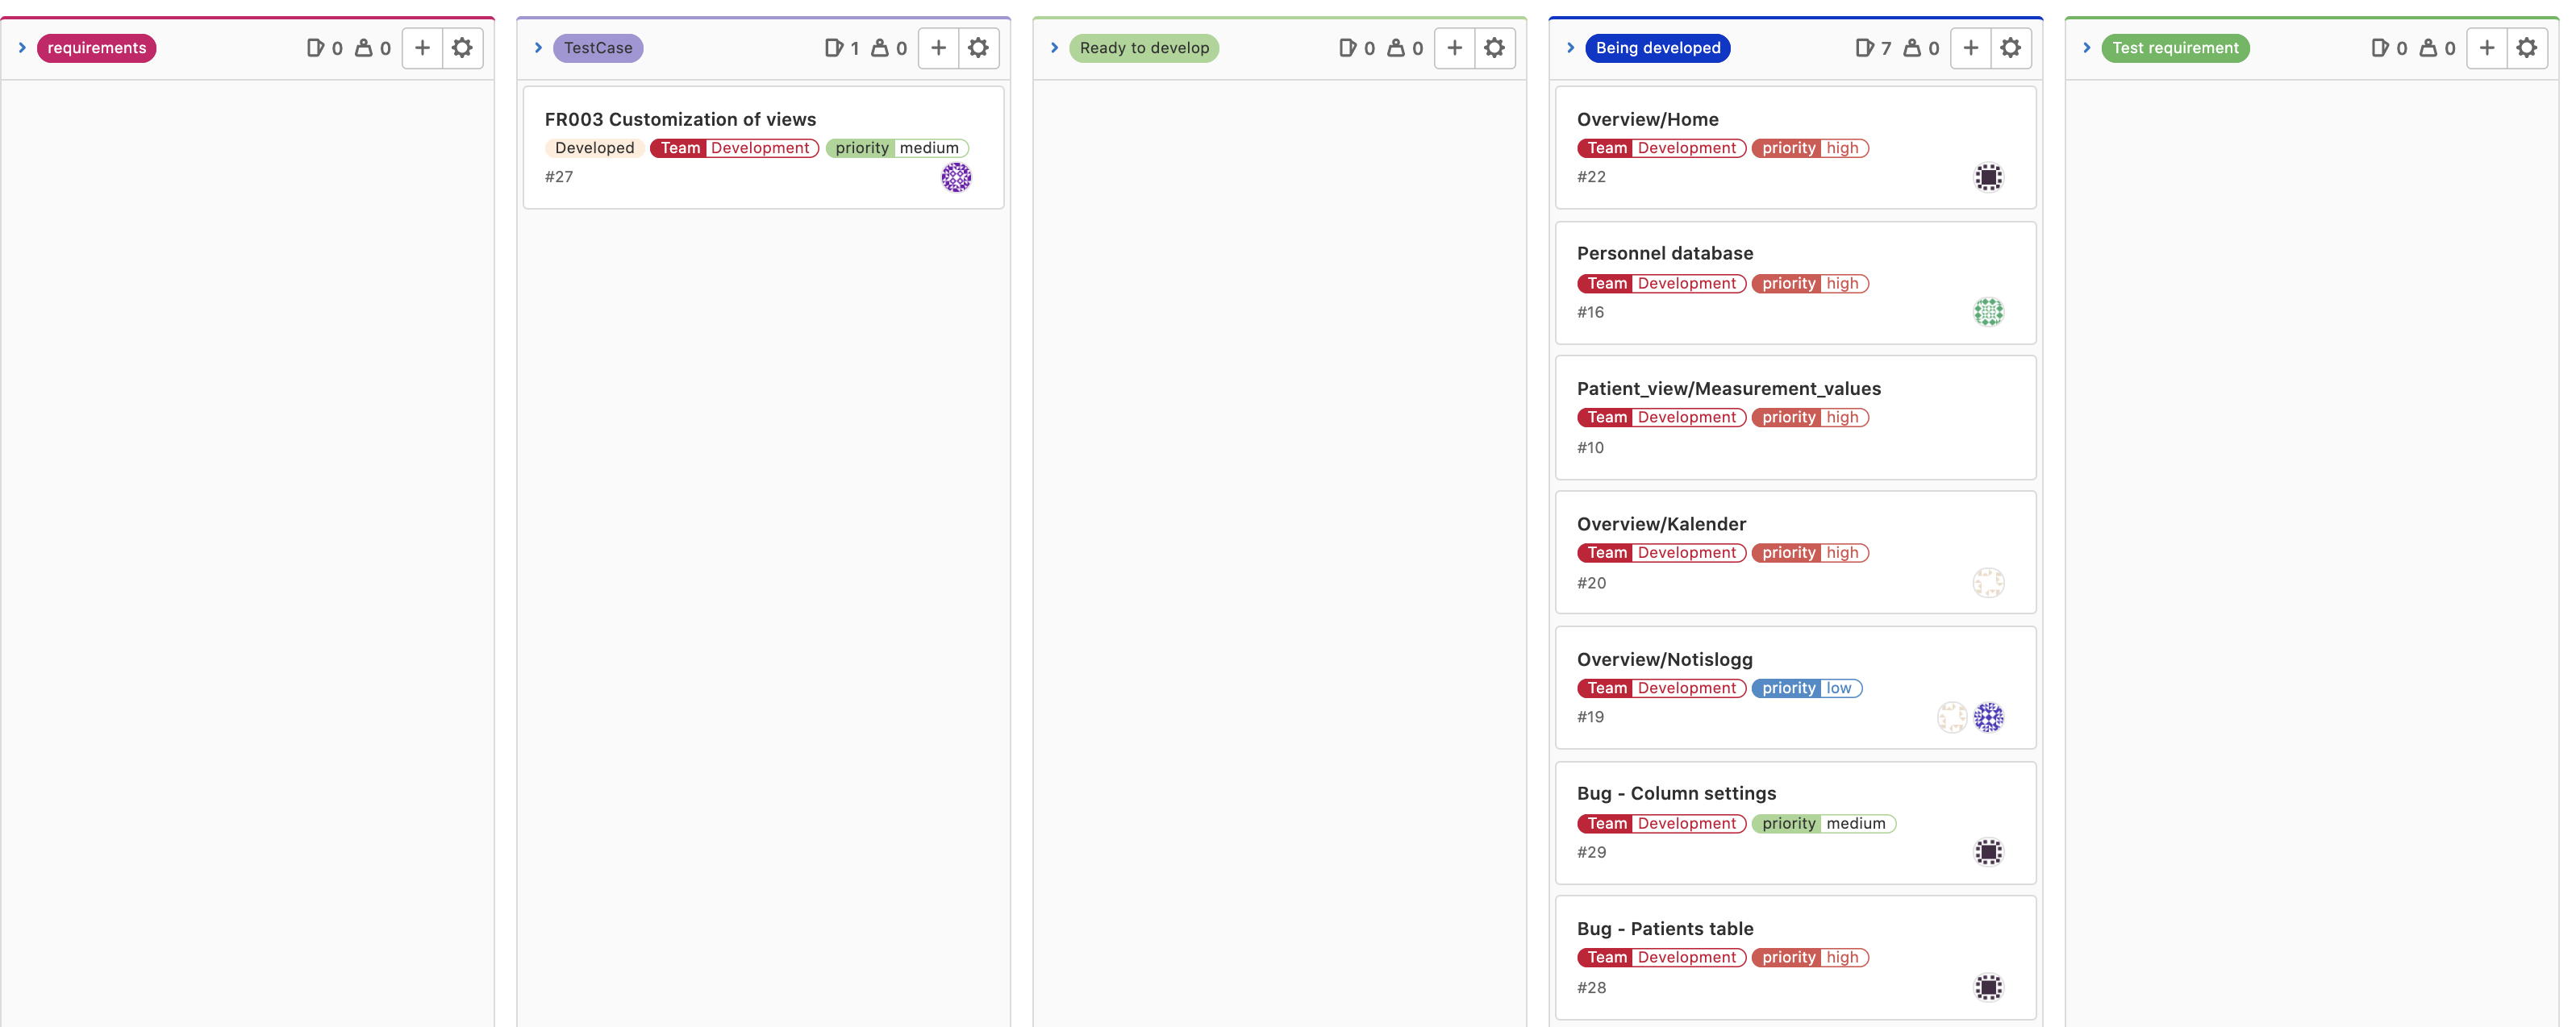 requirements 0 0
TestCase 1 0
FR003 Customization of views
Developed Team Development priority medium
#27
Ready to develop 0 0
Being developed 7 0
Overview/Home
Team Development priority high
#22
Personnel database
Team Development priority high
#16
Patient_view/Measurement_values
Team Development priority high
#10
Overview/Kalender
Team Development priority high
#20
Overview/Notislogg
Team Development priority low
#19
Bug - Column settings
Team Development priority medium
#29
Bug - Patients table
Team Development priority high
#28
Test requirement 0 0